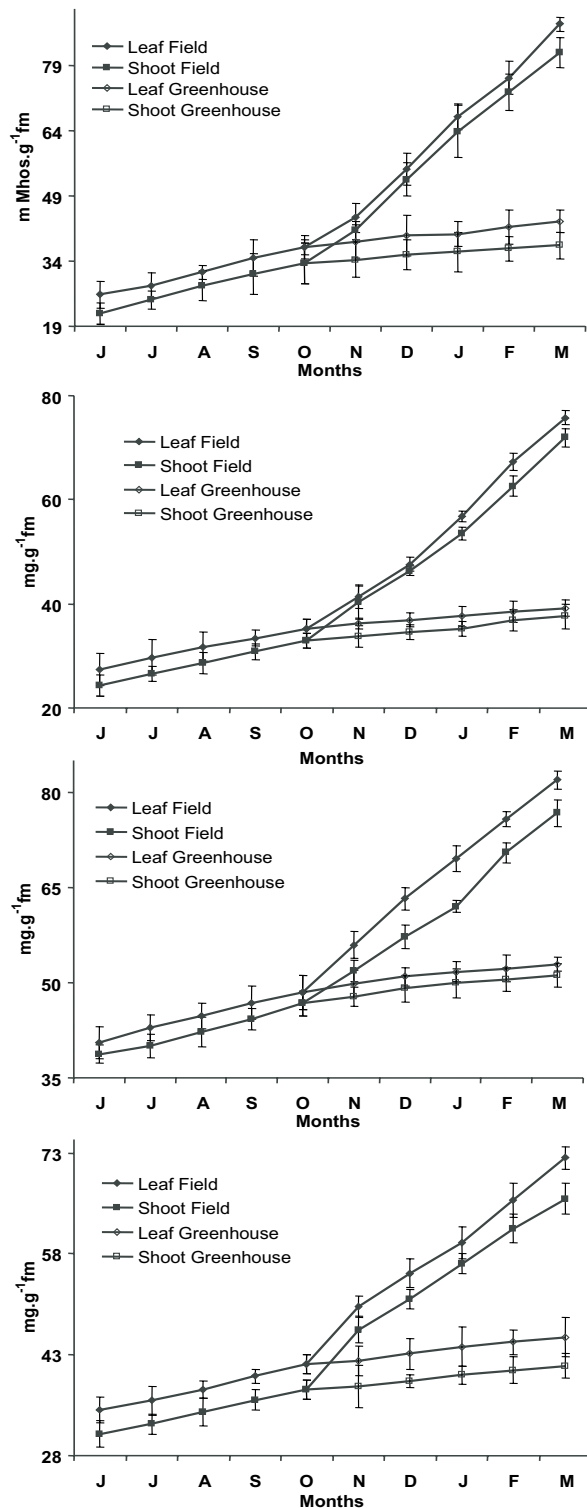 m Mhos.g-1fm
79
64
49
34
19
Leaf Field
Shoot Field
Leaf Greenhouse
Shoot Greenhouse
J J A S O N D J F M
Months
mg.g-1fm
80
60
40
20
Leaf Field
Shoot Field
Leaf Greenhouse
Shoot Greenhouse
J J A S O N D J F M
Months
mg.g-1fm
80
65
50
35
Leaf Field
Shoot Field
Leaf Greenhouse
Shoot Greenhouse
J J A S O N D J F M
Months
mg.g-1fm
73
58
43
28
Leaf Field
Shoot Field
Leaf Greenhouse
Shoot Greenhouse
J J A S O N D J F M
Months